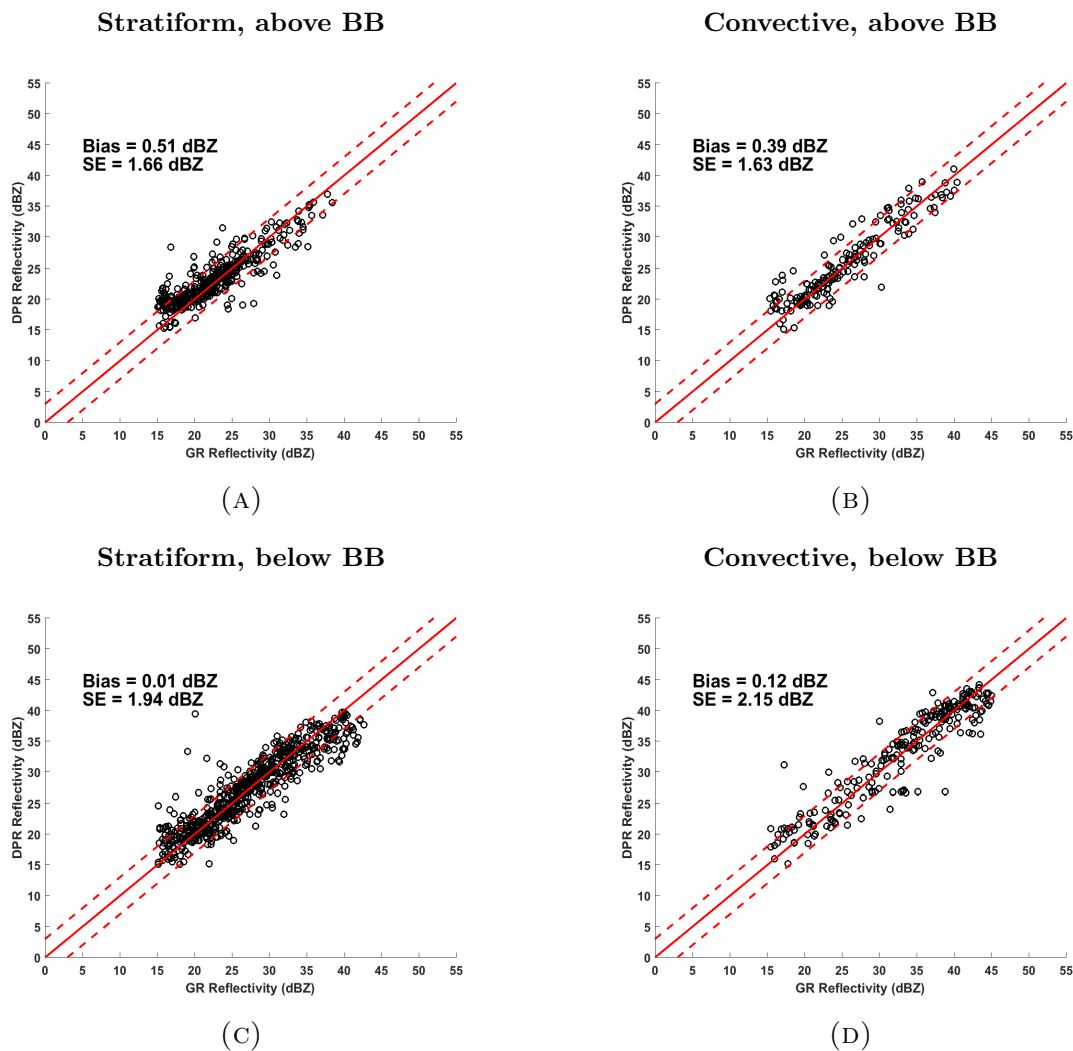 Stratiform, above BB
55
50
45
40
35
30
25
20
15
10
5
0
DPR Reflectivity (dBZ)
Bias = 0.51 dBZ
SE = 1.66 dBZ
0 5 10 15 20 25 30 35 40 45 50 55
GR Reflectivity (dBZ)
(A)
Convective, above BB
55
50
45
40
35
30
25
20
15
10
5
0
DPR Reflectivity (dBZ)
Bias = 0.39 dBZ
SE = 1.63 dBZ
0 5 10 15 20 25 30 35 40 45 50 55
GR Reflectivity (dBZ)
(B)
Stratiform, below BB
55
50
45
40
35
30
25
20
15
10
5
0
DPR Reflectivity (dBZ)
Bias = 0.01 dBZ
SE = 1.94 dBZ
0 5 10 15 20 25 30 35 40 45 50 55
GR Reflectivity (dBZ)
(C)
Convective, below BB
55
50
45
40
35
30
25
20
15
10
5
0
DPR Reflectivity (dBZ)
Bias = 0.12 dBZ
SE = 2.15 dBZ
0 5 10 15 20 25 30 35 40 45 50 55
GR Reflectivity (dBZ)
(D)